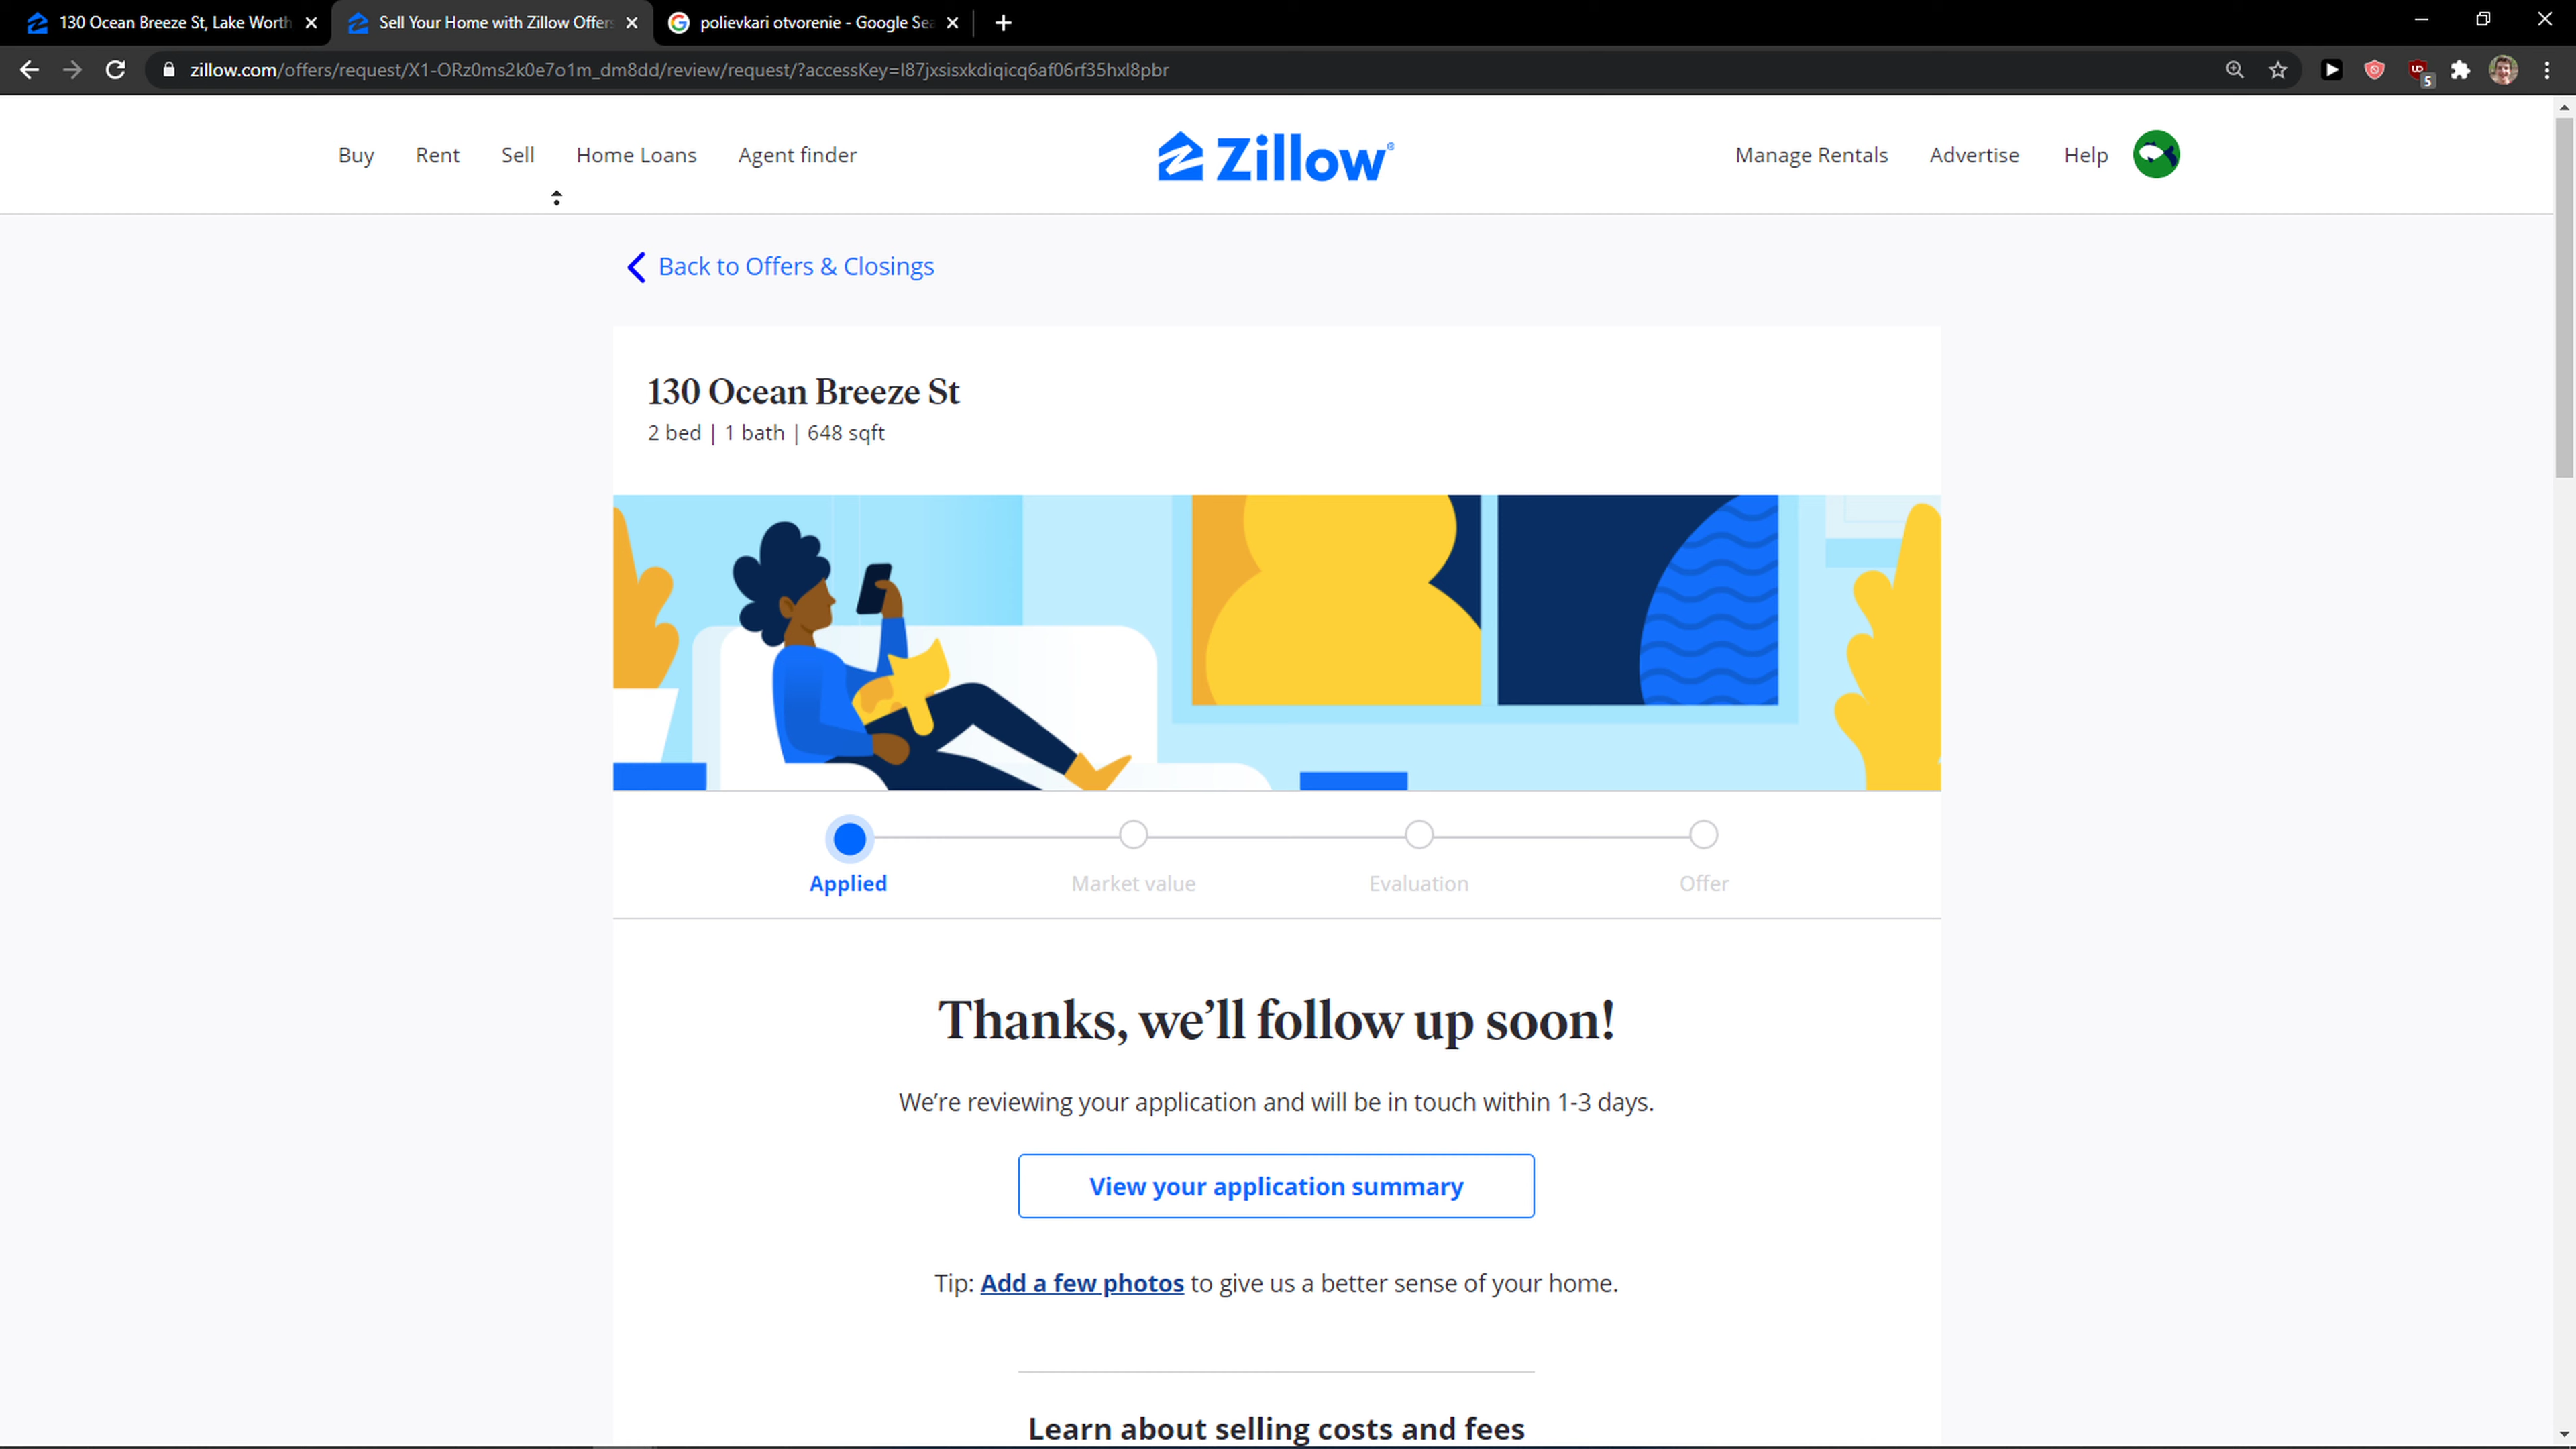 130 Ocean Breeze St, Lake Worth
Sell Your Home with Zillow Offer
polievkari otvorenie - Google Sea
zillow.com/offers/request/X1-ORz0ms2k0e7o1m_dm8dd/review/request/?accessKey=l87jxsisxkdiqicq6af06rf35hxl8pbr
5
Buy
Rent
Sell
Home Loans
Agent finder
Zillow®
Manage Rentals
Advertise
Help
Back to Offers & Closings
130 Ocean Breeze St
2 bed | 1 bath | 648 sqft
Applied
Market value
Evaluation
Offer
Thanks, we’ll follow up soon!
We’re reviewing your application and will be in touch within 1-3 days.
View your application summary
Tip: Add a few photos to give us a better sense of your home.
Learn about selling costs and fees